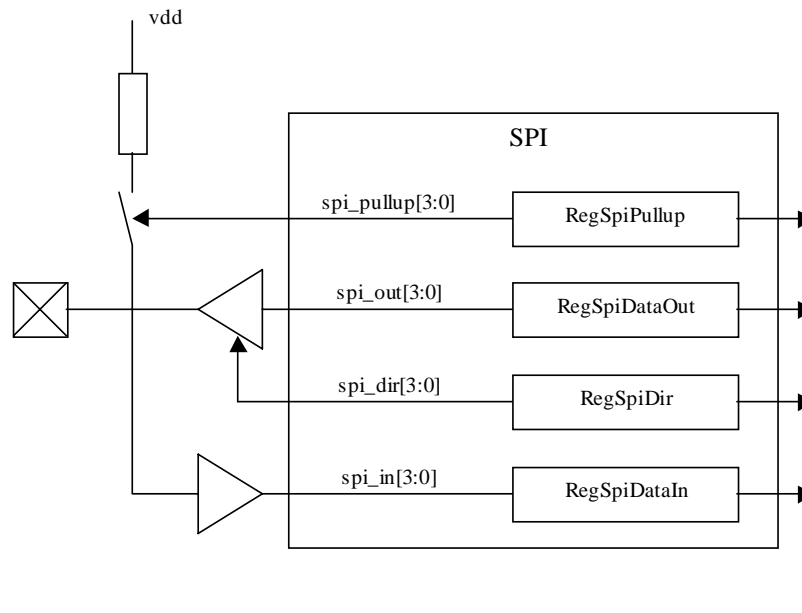 vdd
SPI
spi_pullup[3:0]
RegSpiPullup
spi_out[3:0]
RegSpiDataOut
spi_dir[3:0]
RegSpiDir
spi_in[3:0]
RegSpiDataIn